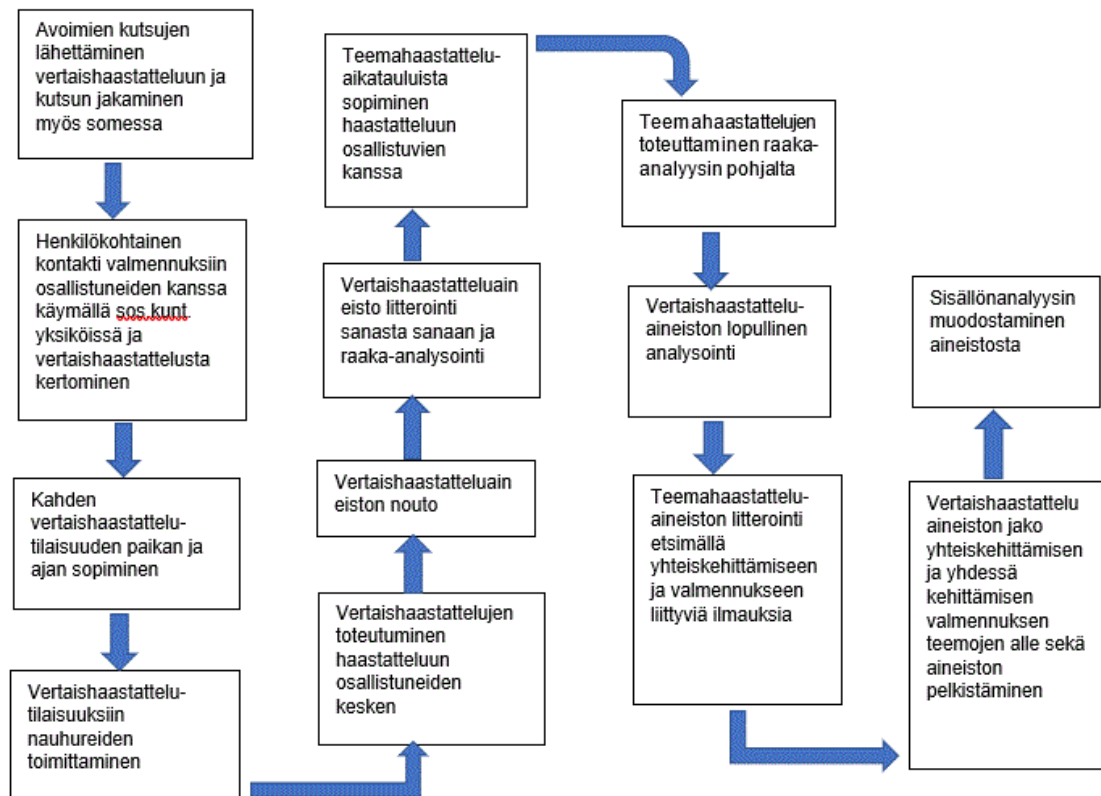 Avoimien kutsujen
lähettäminen
vertaishaastatteluun ja
kutsun jakaminen
myös somessa
Henkilökohtainen
kontakti valmennuksiin
osallistuneiden kanssa
käymällä sos.kunt
yksiköissä ja
vertaishaastattelusta
kertominen
Kahden
vertaishaastattelu-
tilaisuuden paikan ja
ajan sopiminen
Vertaishaastattelu-
tilaisuuksiin
nauhureiden
toimittaminen
Vertaishaastattelujen
toteutuminen
haastatteluun
osallistuneiden
kesken
Vertaishaastatteluain
eiston nouto
Vertaishaastatteluain
eisto litterointi
sanasta sanaan ja
raaka-analysointi
Teemahaastattelu-
aikatauluista
sopiminen
haastatteluun
osallistuvien
kanssa
Teemahaastattelujen
toteuttaminen raaka-
analyysin pohjalta
Vertaishaastattelu-
aineiston lopullinen
analysointi
Teemahaastattelu-
aineiston litterointi
etsimällä
yhteiskehittämiseen
ja valmennukseen
liittyviä ilmauksia
Vertaishaastattelu
aineiston jako
yhteiskehittämisen
ja yhdessä
kehittämisen
valmennuksen
teemojen alle sekä
aineiston
pelkistäminen
Sisällönanalyysin
muodostaminen
aineistosta